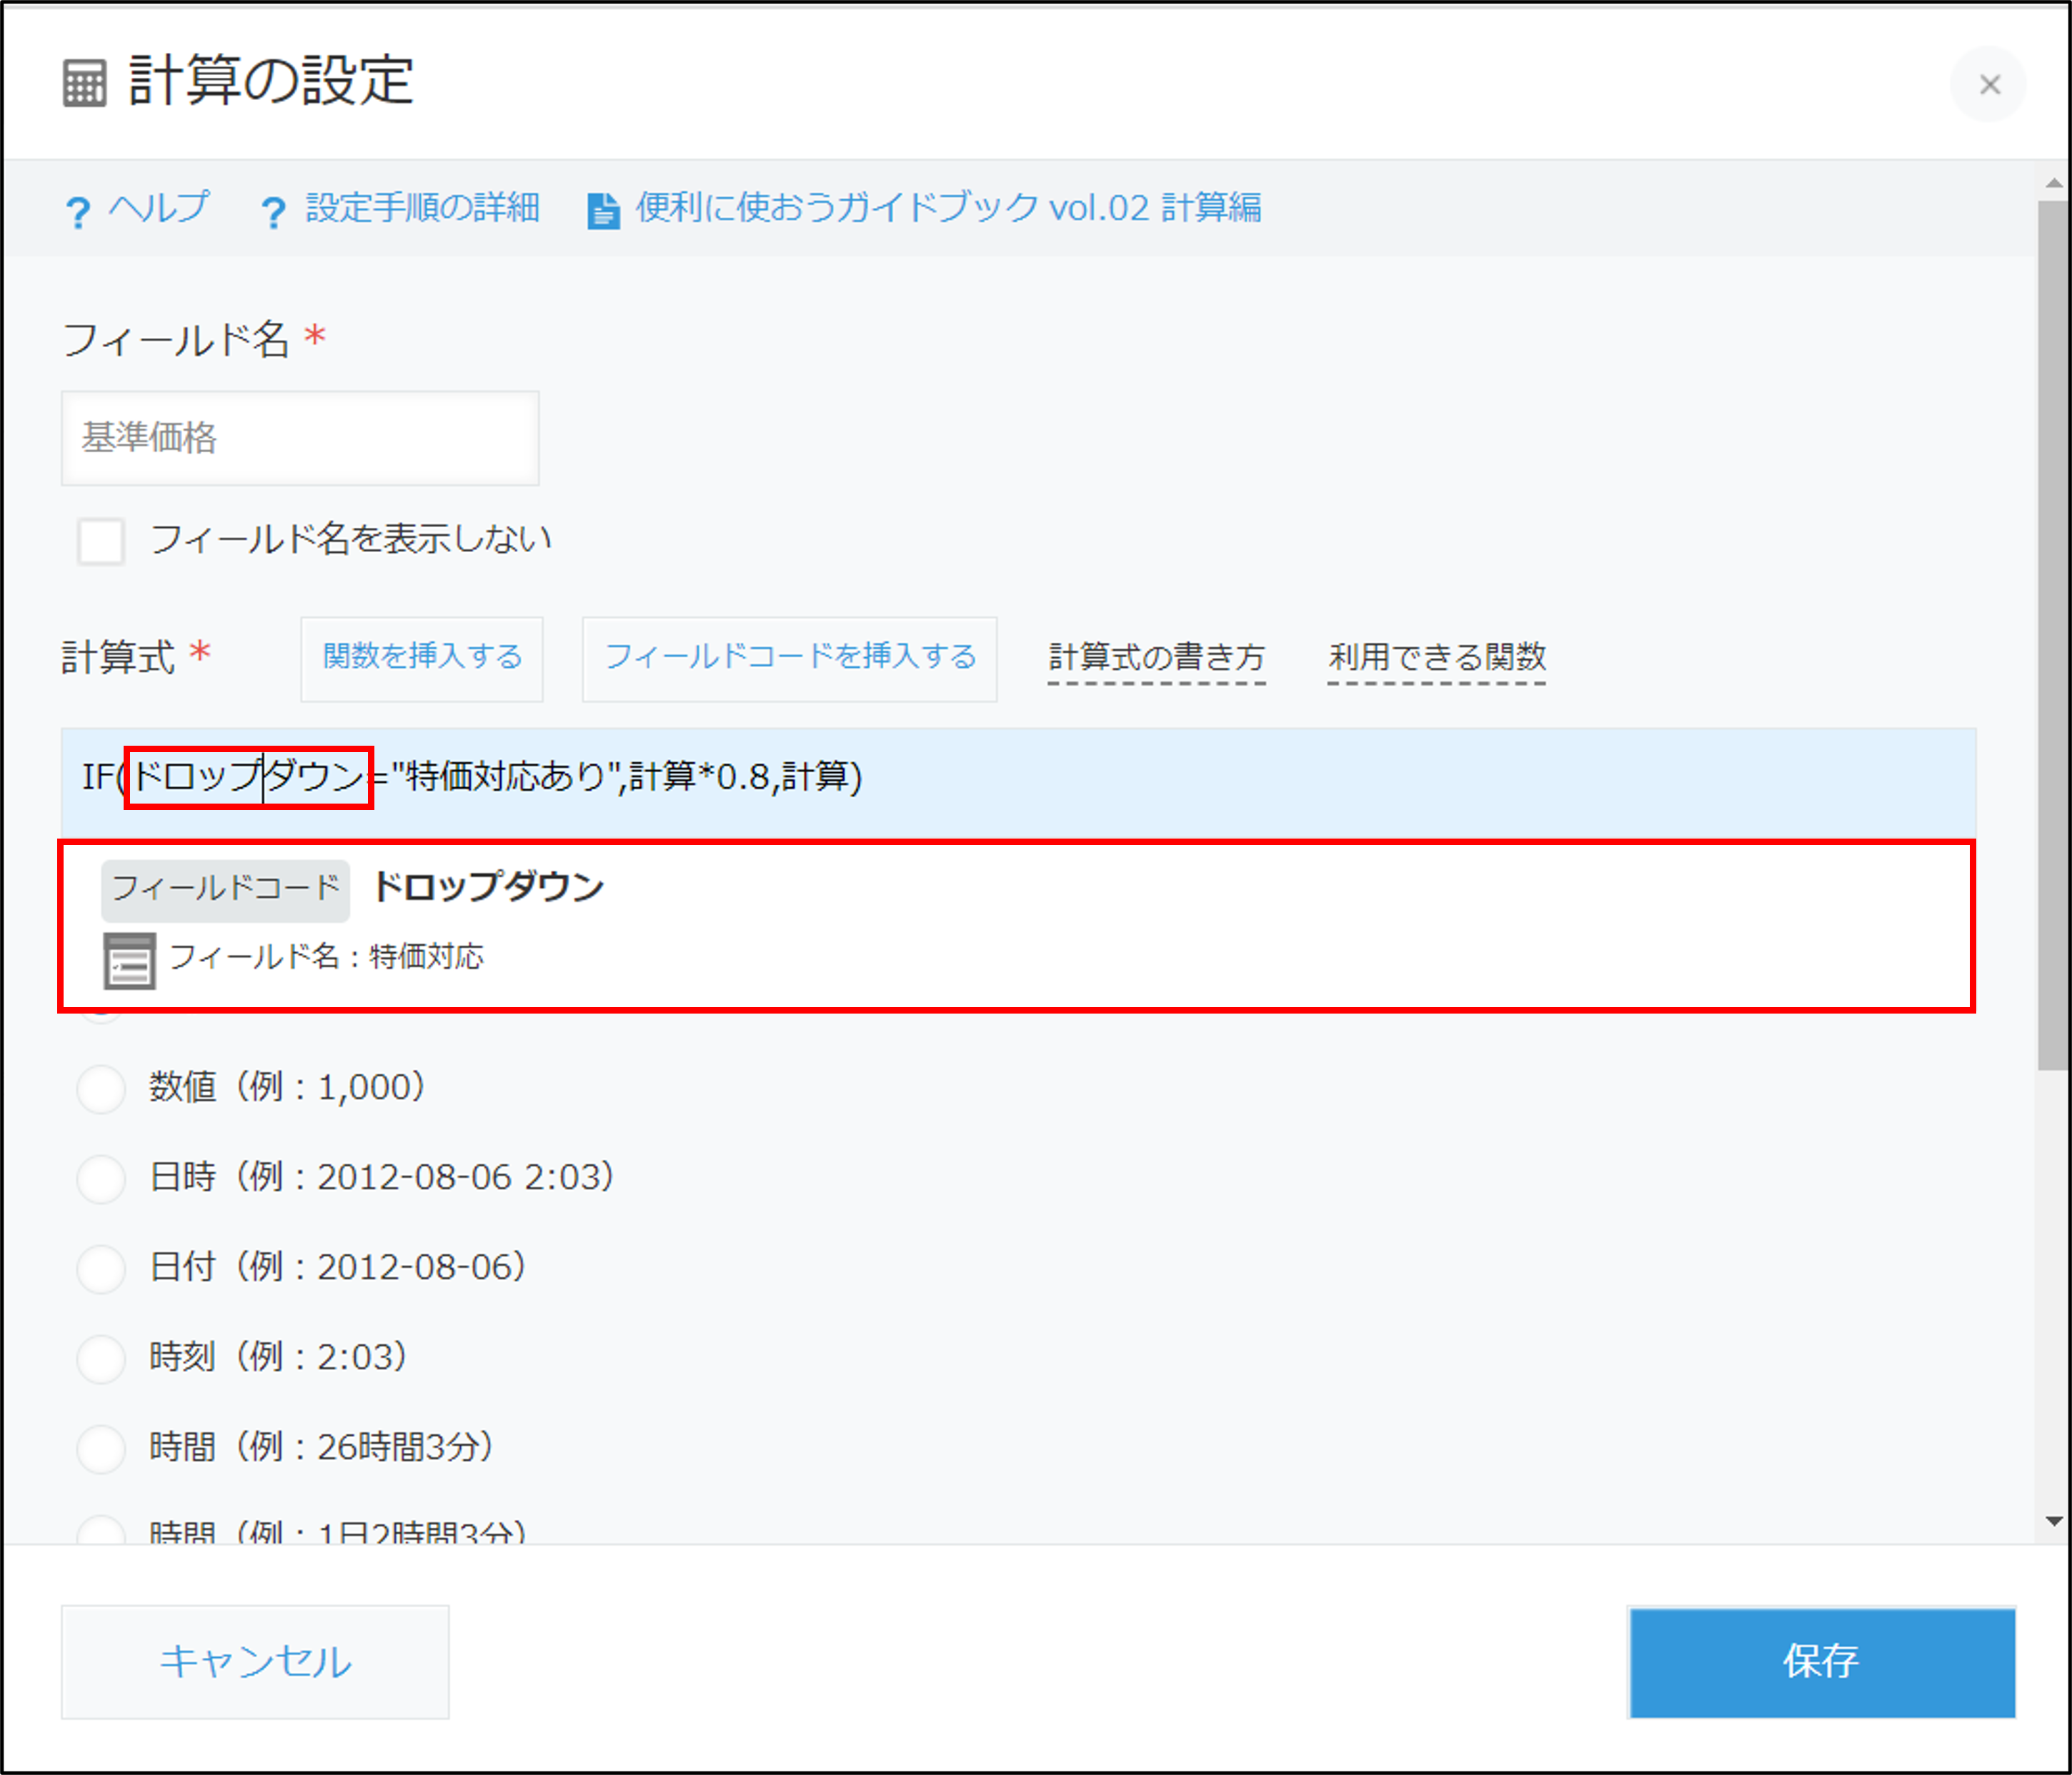 計算の設定
? ヘルプ ? 設定手順の詳細 便利に使おうガイドブック vol.02 計算編
フィールド名 *
基準価格
フィールド名を表示しない
計算式 * 関数を挿入する フィールドコードを挿入する 計算式の書き方 利用できる関数
IF(ドロップダウン="特価対応あり",計算*0.8,計算)
フィールドコード ドロップダウン
フィールド名:特価対応
数値(例:1,000)
日時(例:2012-08-06 2:03)
日付(例:2012-08-06)
時刻(例:2:03)
時間(例:26時間3分)
時間(例:1日2時間3分)
キャンセル 保存